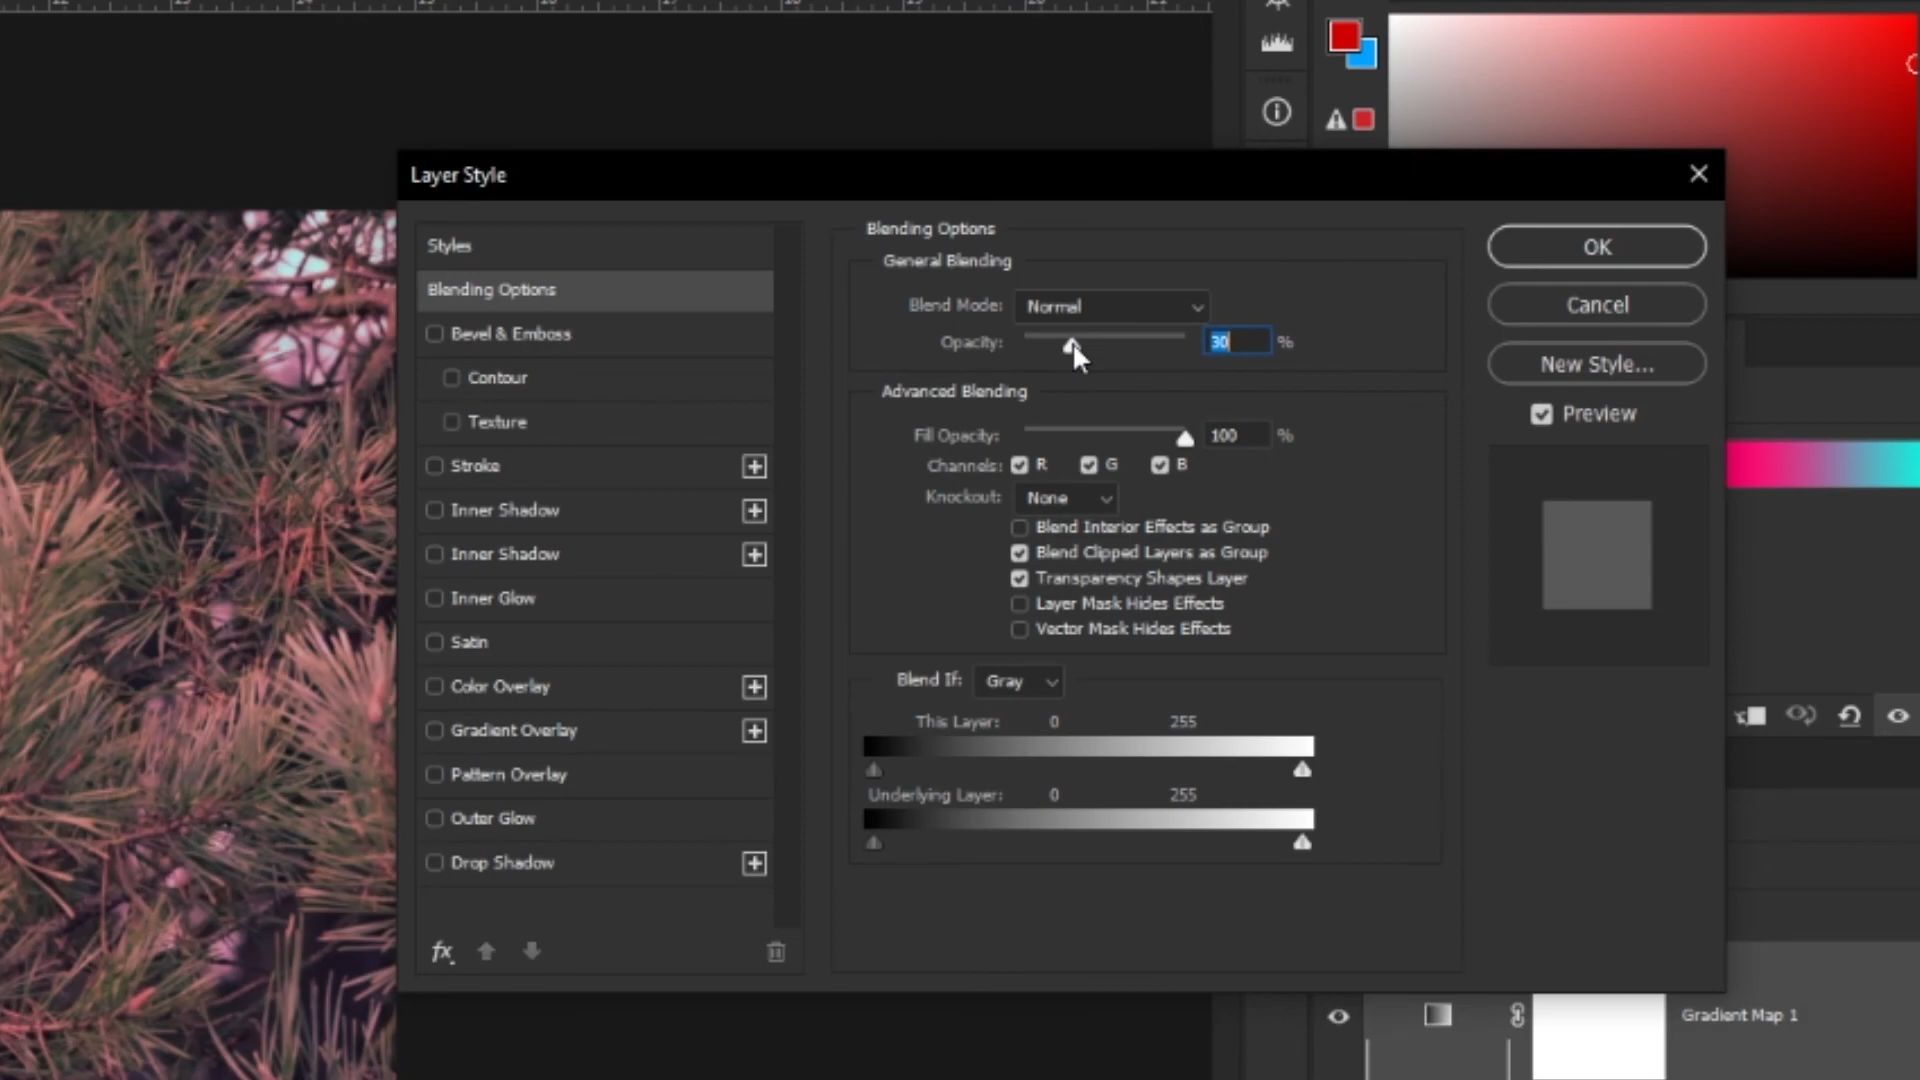 Layer Style
Styles
Blending Options
Bevel & Emboss
Contour
Texture
Stroke
Inner Shadow
Inner Shadow
Inner Glow
Satin
Color Overlay
Gradient Overlay
Pattern Overlay
Outer Glow
Drop Shadow
fx
Blending Options
General Blending
Blend Mode: Normal
Opacity: 30 %
Advanced Blending
Fill Opacity: 100 %
Channels: R G B
Knockout: None
Blend Interior Effects as Group
Blend Clipped Layers as Group
Transparency Shapes Layer
Layer Mask Hides Effects
Vector Mask Hides Effects
Blend If: Gray
This Layer: 0 255
Underlying Layer: 0 255
OK
Cancel
New Style...
Preview
Gradient Map 1